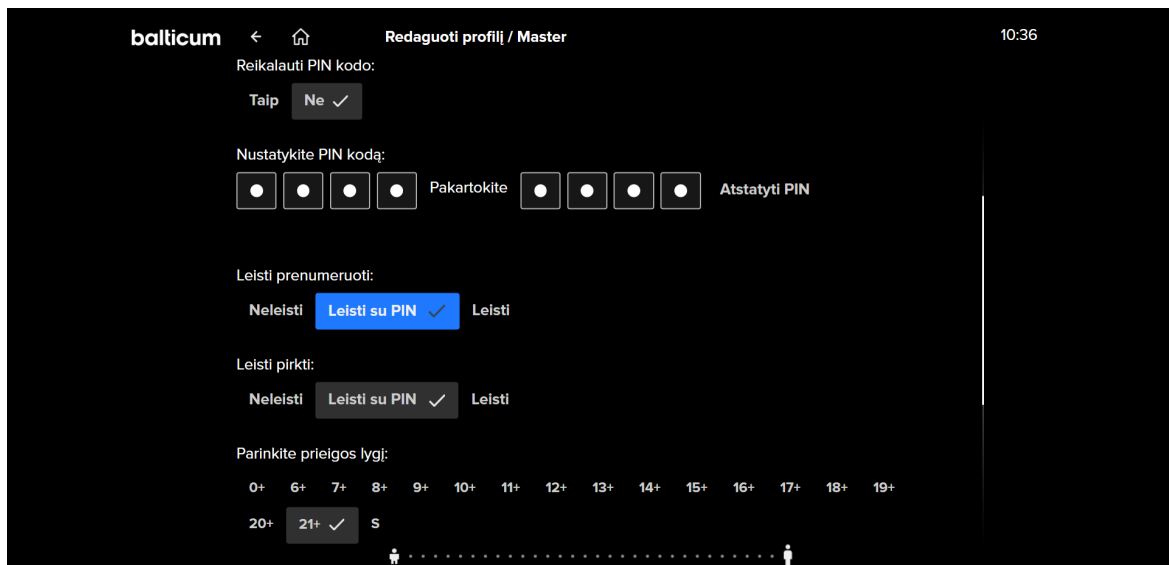 balticum Redaguoti profilį / Master 10:36
Reikalauti PIN kodo:
Taip Ne
Nustatykite PIN kodą:
Pakartokite Atstatyti PIN
Leisti prenumeruoti:
Neleisti Leisti su PIN Leisti
Leisti pirkti:
Neleisti Leisti su PIN Leisti
Parinkite prieigos lygį:
0+ 6+ 7+ 8+ 9+ 10+ 11+ 12+ 13+ 14+ 15+ 16+ 17+ 18+ 19+
20+ 21+ S